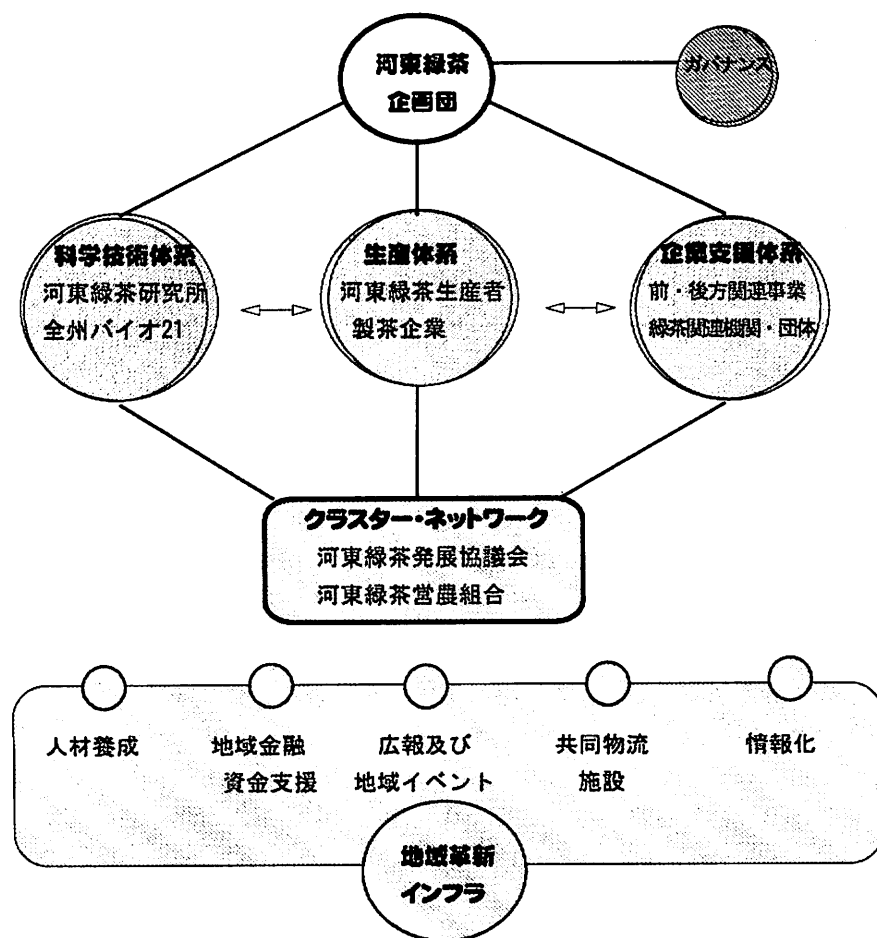 河東緑茶
企画団
ガバナンス
科学技術体系
河東緑茶研究所
全州バイオ21
生産体系
河東緑茶生産者
製茶企業
企業支援体系
前・後方関連事業
緑茶関連機関・団体
クラスター・ネットワーク
河東緑茶発展協議会
河東緑茶営農組合
人材養成
地域金融
資金支援
広報及び
地域イベント
共同物流
施設
情報化
地域革新
インフラ